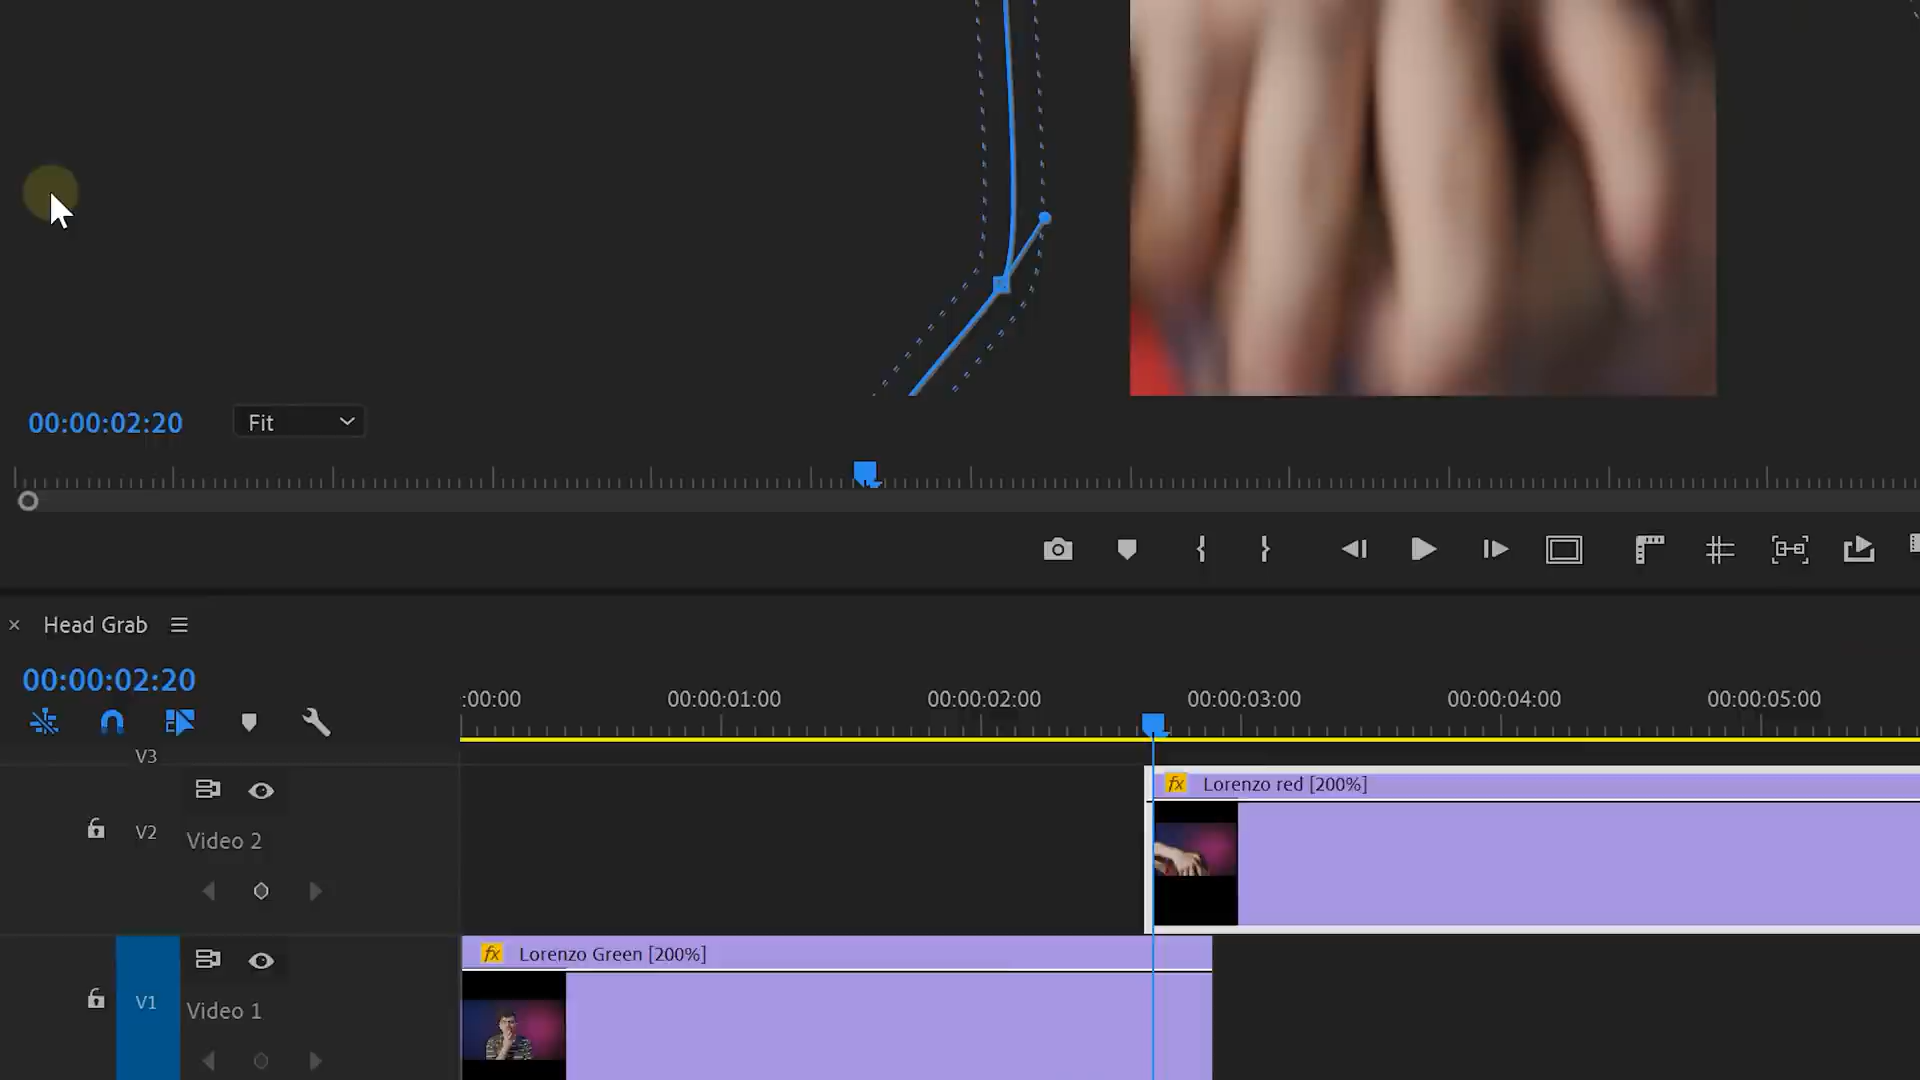 00:00:02:20
Fit
Head Grab
00:00:02:20
:00:00
00:00:01:00
00:00:02:00
00:00:03:00
00:00:04:00
00:00:05:00
V3
fx
Lorenzo red [200%]
V2
Video 2
fx
Lorenzo Green [200%]
V1
Video 1